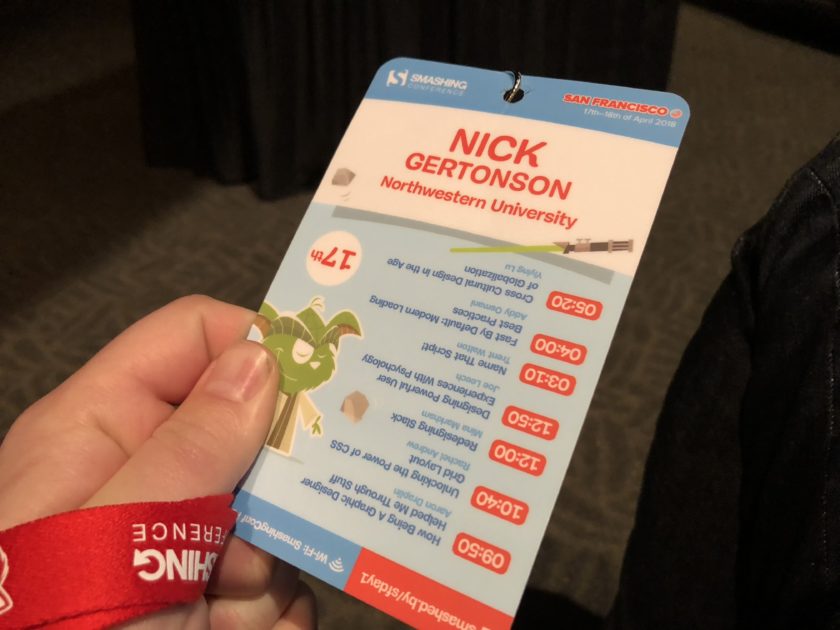 SMASHING
CONFERENCE
SAN FRANCISCO
17th–18th of April 2018
NICK
GERTONSON
Northwestern University
17th
09:50
How Being A Graphic Designer
Helped Me Through Stuff
Aaron Draplin
10:40
Unlocking the Power of CSS
Grid Layout
Rachel Andrew
12:00
Redesigning Slack
Mina Markham
12:50
Designing Powerful User
Experiences With Psychology
Joe Leech
03:10
Name That Script!
Trent Walton
04:00
Fast By Default: Modern Loading
Best Practices
Addy Osmani
05:20
Cross Cultural Design in the Age
of Globalization
Yiying Lu
Wi-Fi: SmashingConf
smashed.by/sfday1
SHING
ERENCE